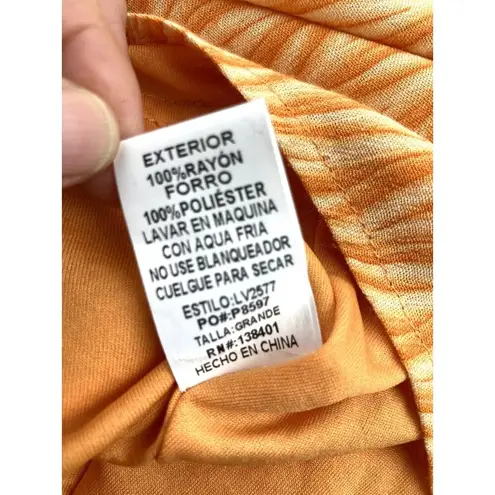 EXTERIOR
100%RAYÓN
FORRO
100%POLIÉSTER
LAVAR EN MAQUINA
CON AQUA FRIA
NO USE BLANQUEADOR
CUELGUE PARA SECAR
ESTILO:LV2577
PO#:P8597
TALLA:GRANDE
RN#:138401
HECHO EN CHINA